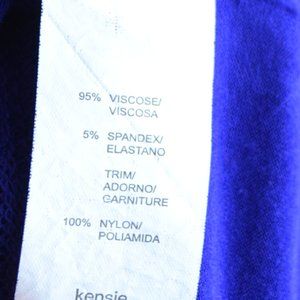 95% VISCOSE/
VISCOSA
5% SPANDEX/
ELASTANO
TRIM/
ADORNO/
GARNITURE
100% NYLON/
POLIAMIDA
kensie